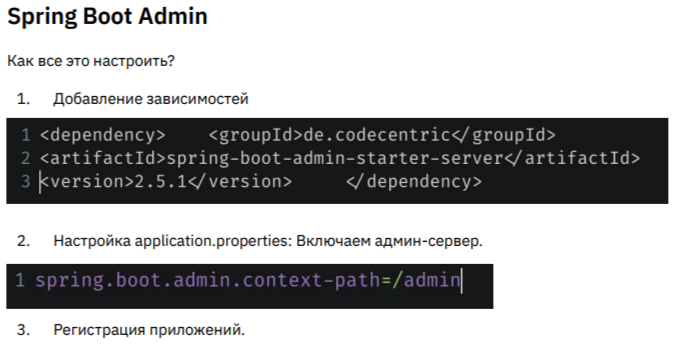 Spring Boot Admin
Как все это настроить?
1. Добавление зависимостей
1 <dependency> <groupId>de.codecentric</groupId>
2 <artifactId>spring-boot-admin-starter-server</artifactId>
3 <version>2.5.1</version> </dependency>
2. Настройка application.properties: Включаем админ-сервер.
1 spring.boot.admin.context-path=/admin
3. Регистрация приложений.